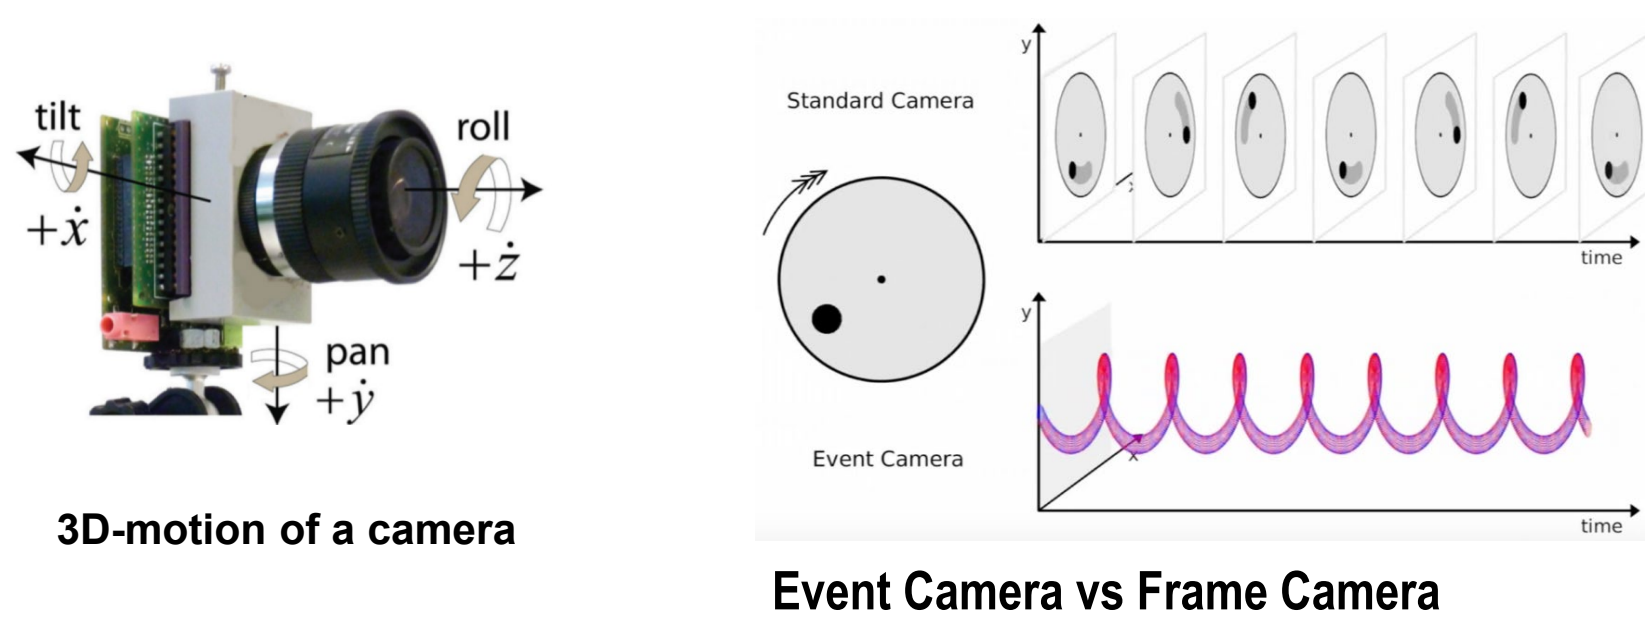 tilt
+ẋ
roll
+ż
pan
+ẏ
3D-motion of a camera
Standard Camera
Event Camera
y
time
y
x
time
Event Camera vs Frame Camera